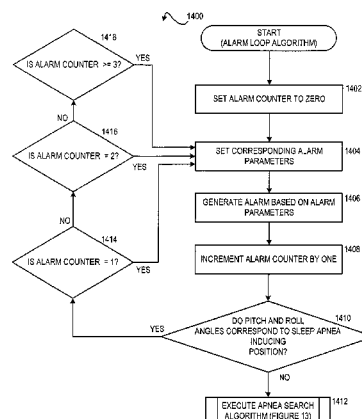 1400
START
(ALARM LOOP ALGORITHM)
1402
SET ALARM COUNTER TO ZERO
1404
SET CORRESPONDING ALARM
PARAMETERS
1406
GENERATE ALARM BASED ON ALARM
PARAMETERS
1408
INCREMENT ALARM COUNTER BY ONE
1410
DO PITCH AND ROLL
ANGLES CORRESPOND TO SLEEP APNEA
INDUCING
POSITION?
YES
NO
1412
EXECUTE APNEA SEARCH
ALGORITHM (FIGURE 13)
1414
IS ALARM COUNTER = 1?
YES
NO
1416
IS ALARM COUNTER = 2?
YES
NO
1416
IS ALARM COUNTER >= 3?
YES